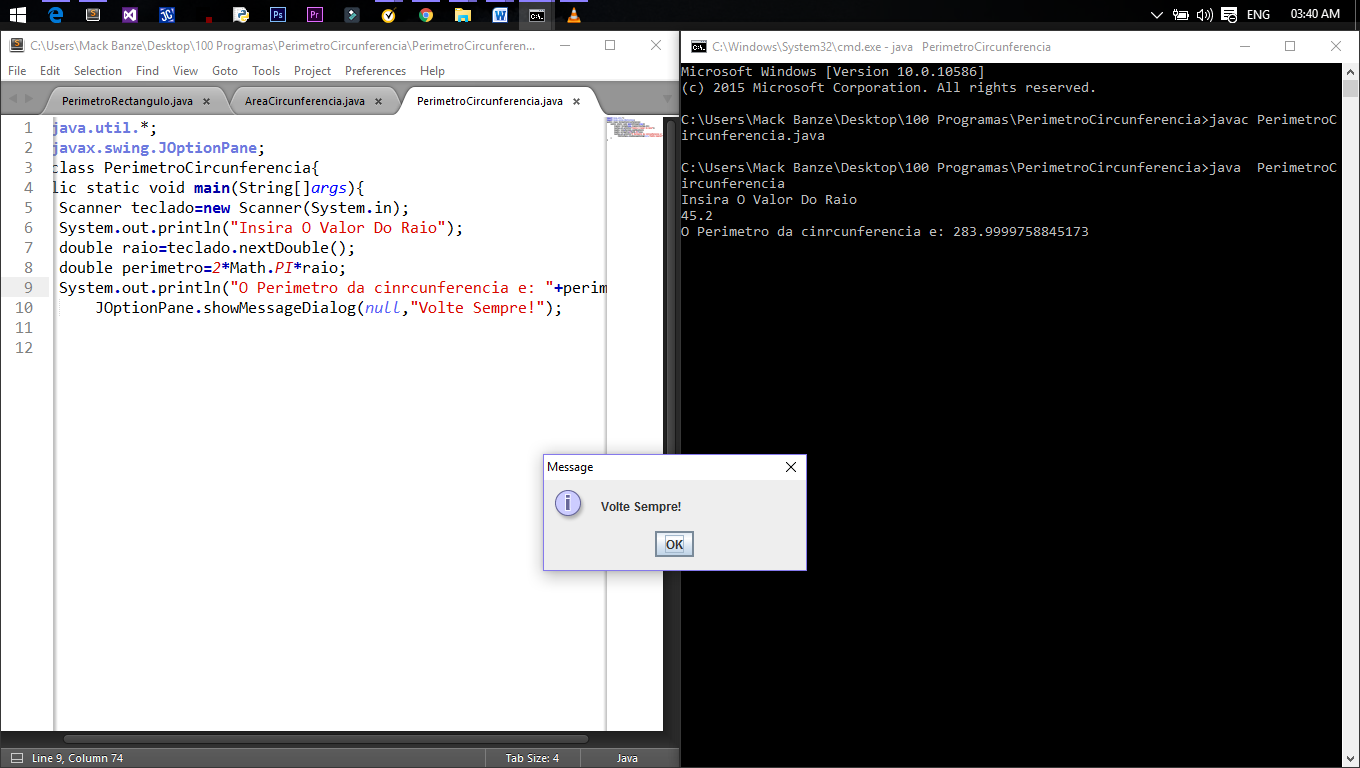 ENG
03:40 AM
C:\Users\Mack Banze\Desktop\100 Programas\PerimetroCircunferencia\PerimetroCircunferen...
File Edit Selection Find View Goto Tools Project Preferences Help
PerimetroRectangulo.java × AreaCircunferencia.java × PerimetroCircunferencia.java ×
1 java.util.*;
2 javax.swing.JOptionPane;
3 class PerimetroCircunferencia{
4 lic static void main(String[]args){
5 Scanner teclado=new Scanner(System.in);
6 System.out.println("Insira O Valor Do Raio");
7 double raio=teclado.nextDouble();
8 double perimetro=2*Math.PI*raio;
9 System.out.println("O Perimetro da cinrcunferencia e: "+perim
10 JOptionPane.showMessageDialog(null,"Volte Sempre!");
11
12
Line 9, Column 74
Tab Size: 4
Java
C:\Windows\System32\cmd.exe - java  PerimetroCircunferencia
Microsoft Windows [Version 10.0.10586]
(c) 2015 Microsoft Corporation. All rights reserved.
C:\Users\Mack Banze\Desktop\100 Programas\PerimetroCircunferencia>javac PerimetroC
ircunferencia.java
C:\Users\Mack Banze\Desktop\100 Programas\PerimetroCircunferencia>java  PerimetroC
ircunferencia
Insira O Valor Do Raio
45.2
O Perimetro da cinrcunferencia e: 283.9999758845173
Message
Volte Sempre!
OK